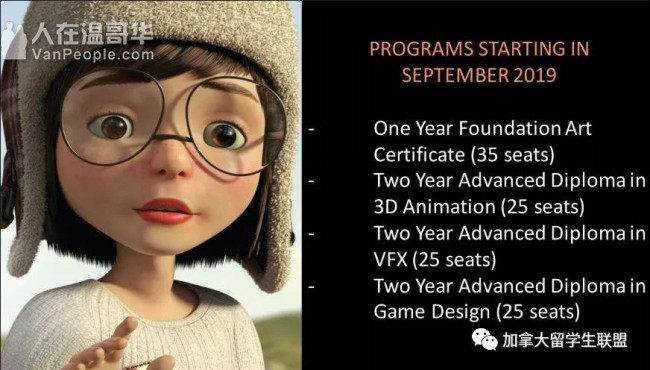 人在温哥华
VanPeople.com
PROGRAMS STARTING IN
SEPTEMBER 2019
- One Year Foundation Art
Certificate (35 seats)
- Two Year Advanced Diploma in
3D Animation (25 seats)
- Two Year Advanced Diploma in
VFX (25 seats)
- Two Year Advanced Diploma in
Game Design (25 seats)
加拿大留学生联盟